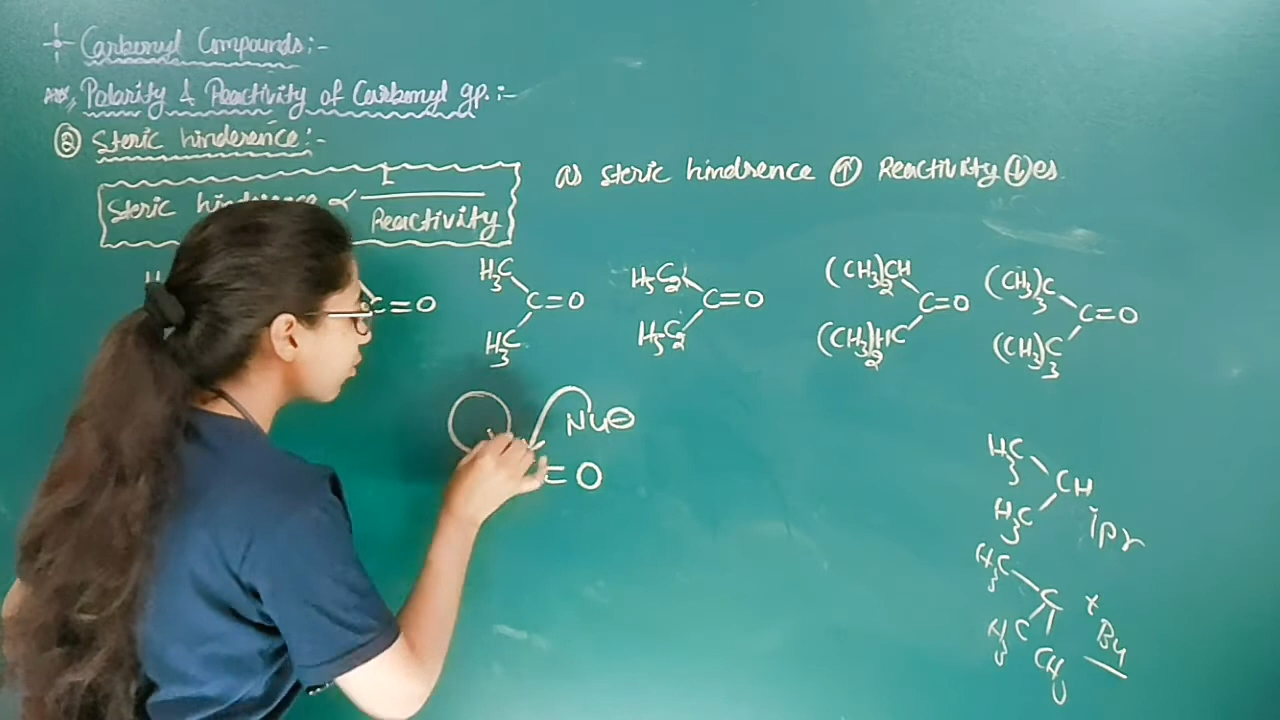 Carbonyl Compounds:-
Polarity & Reactivity of Carbonyl gp.:-
② Steric hinderence:-
Steric ∝ 1/Reactivity
as steric hindrence ↑ Reactivity ↓es
C=O
H₃C H₃C C=O
H₅C₂ H₅C₂ C=O
(CH₃)₂CH (CH₃)₂HC C=O
(CH₃)₃C (CH₃)₃C C=O
Nu⊖
=O
H₃C H₃C CH
ipr
H₃C H₃C C CH₃
t Bu